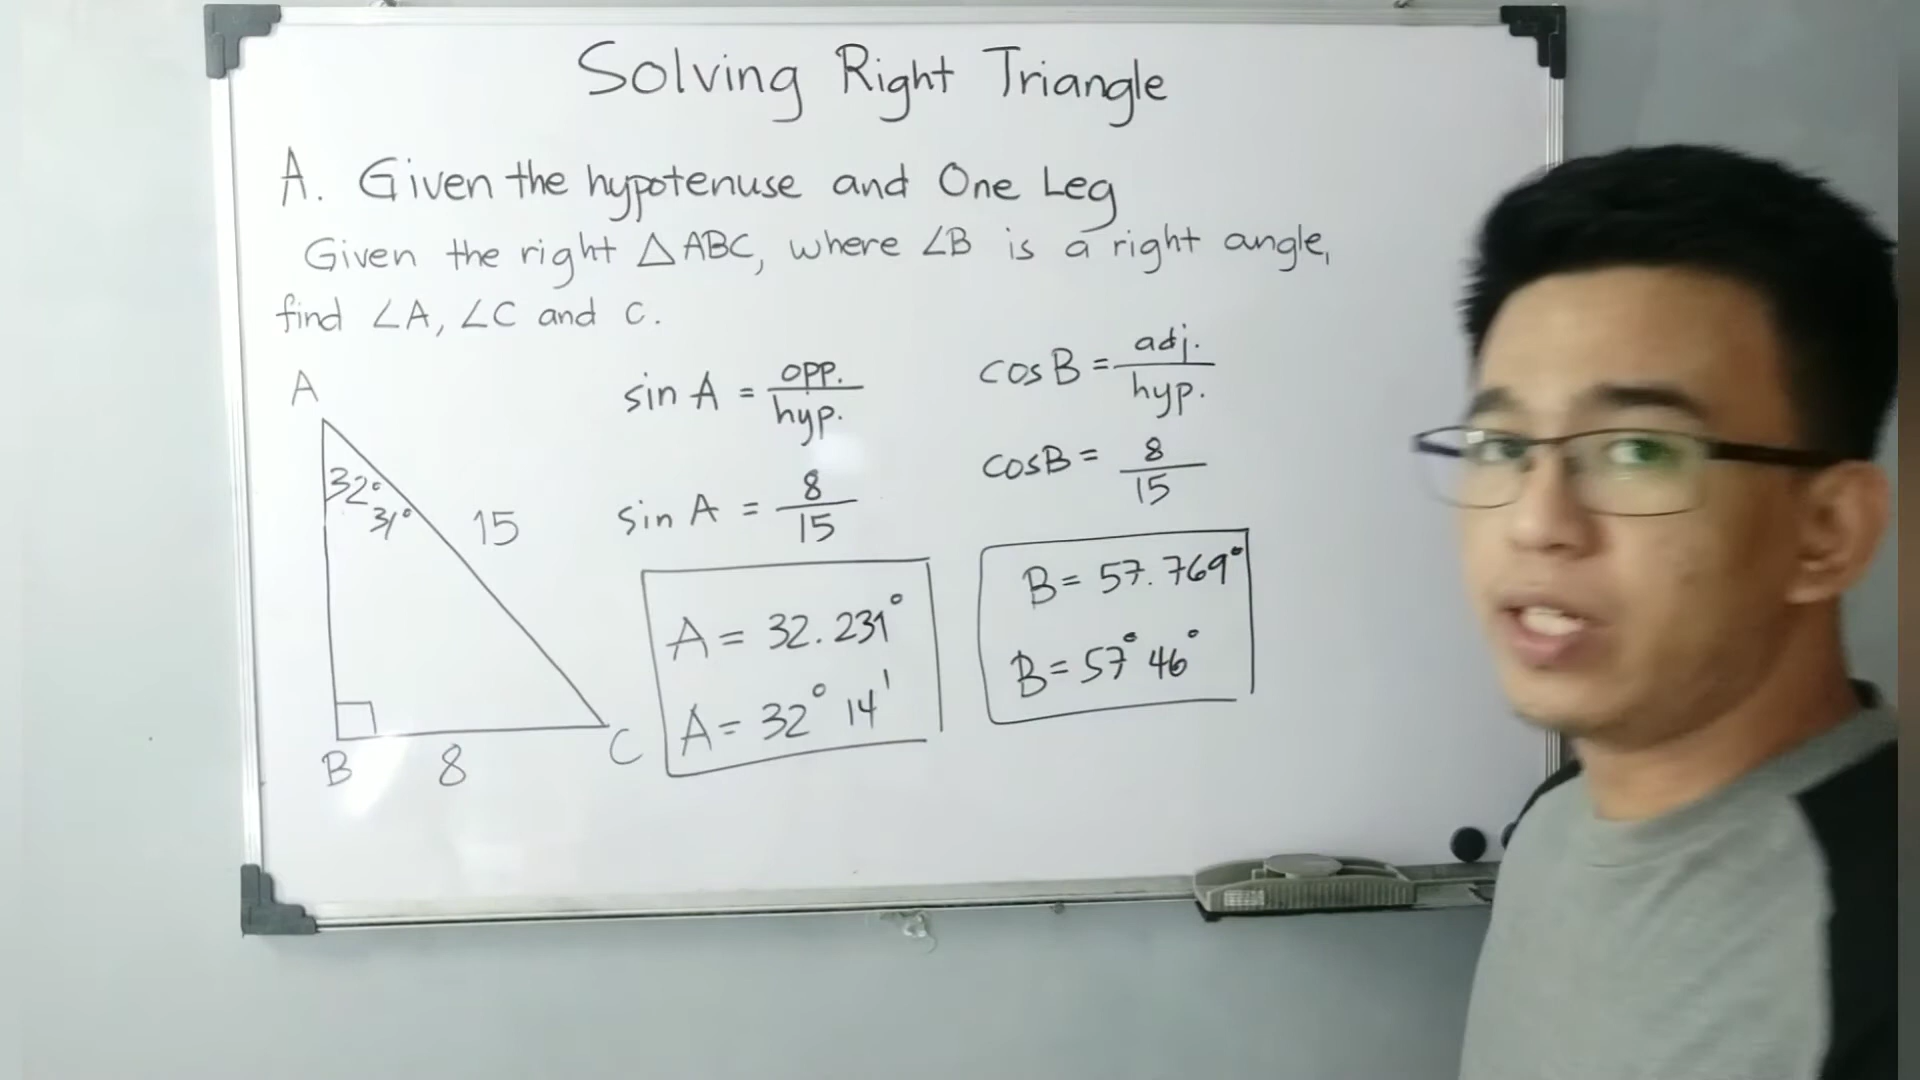 Solving Right Triangle
A. Given the hypotenuse and One Leg
Given the right △ABC, where ∠B is a right angle,
find ∠A, ∠C and c.
A
32°
31°
15
B
8
C
sin A = opp. / hyp.
sin A = 8 / 15
A = 32.231°
A = 32° 14'
cos B = adj. / hyp.
cos B = 8 / 15
B = 57.769°
B = 57° 46°